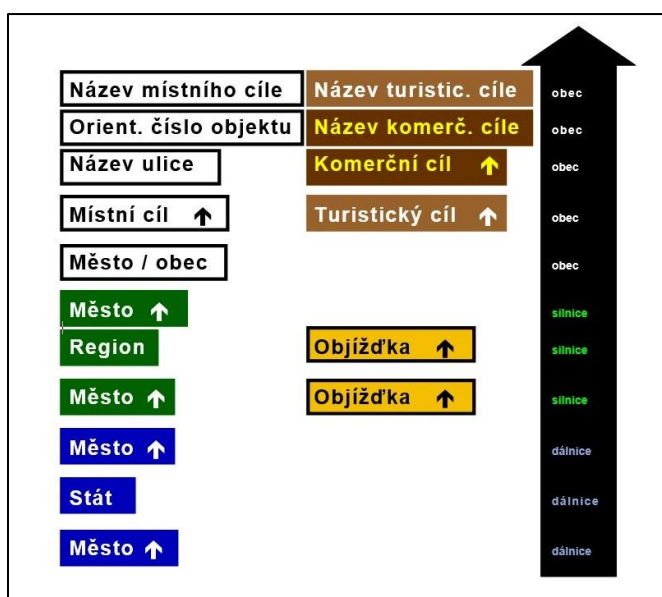 Název místního cíle Název turistic. cíle obec
Orient. číslo objektu Název komerč. cíle obec
Název ulice Komerční cíl ↑ obec
Místní cíl ↑ Turistický cíl ↑ obec
Město / obec obec
Město ↑ silnice
Region Objížďka ↑ silnice
Město ↑ Objížďka ↑ silnice
Město ↑ dálnice
Stát dálnice
Město ↑ dálnice